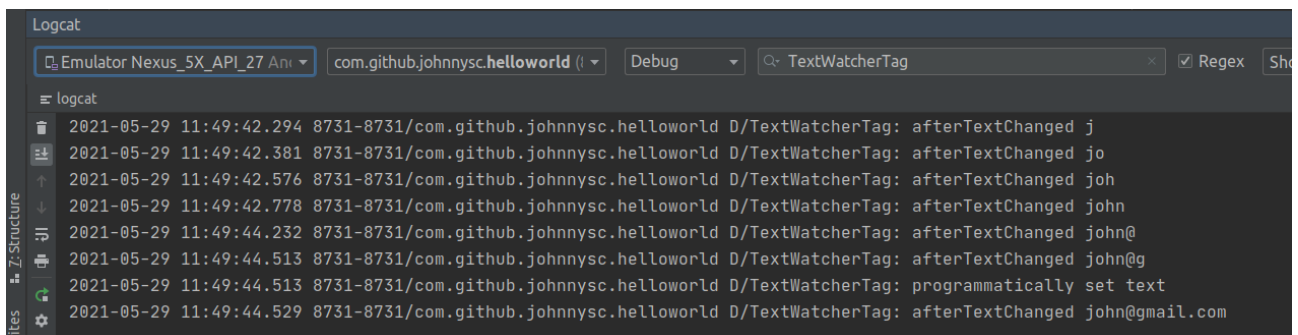 Logcat
Emulator Nexus_5X_API_27 And com.github.johnnysc.helloworld (8 Debug TextWatcherTag Regex Sho
logcat
2021-05-29 11:49:42.294 8731-8731/com.github.johnnysc.helloworld D/TextWatcherTag: afterTextChanged j
2021-05-29 11:49:42.381 8731-8731/com.github.johnnysc.helloworld D/TextWatcherTag: afterTextChanged jo
2021-05-29 11:49:42.576 8731-8731/com.github.johnnysc.helloworld D/TextWatcherTag: afterTextChanged joh
2021-05-29 11:49:42.778 8731-8731/com.github.johnnysc.helloworld D/TextWatcherTag: afterTextChanged john
2021-05-29 11:49:44.232 8731-8731/com.github.johnnysc.helloworld D/TextWatcherTag: afterTextChanged john@
2021-05-29 11:49:44.513 8731-8731/com.github.johnnysc.helloworld D/TextWatcherTag: afterTextChanged john@g
2021-05-29 11:49:44.513 8731-8731/com.github.johnnysc.helloworld D/TextWatcherTag: programmatically set text
2021-05-29 11:49:44.529 8731-8731/com.github.johnnysc.helloworld D/TextWatcherTag: afterTextChanged john@gmail.com
Z: Structure
ites